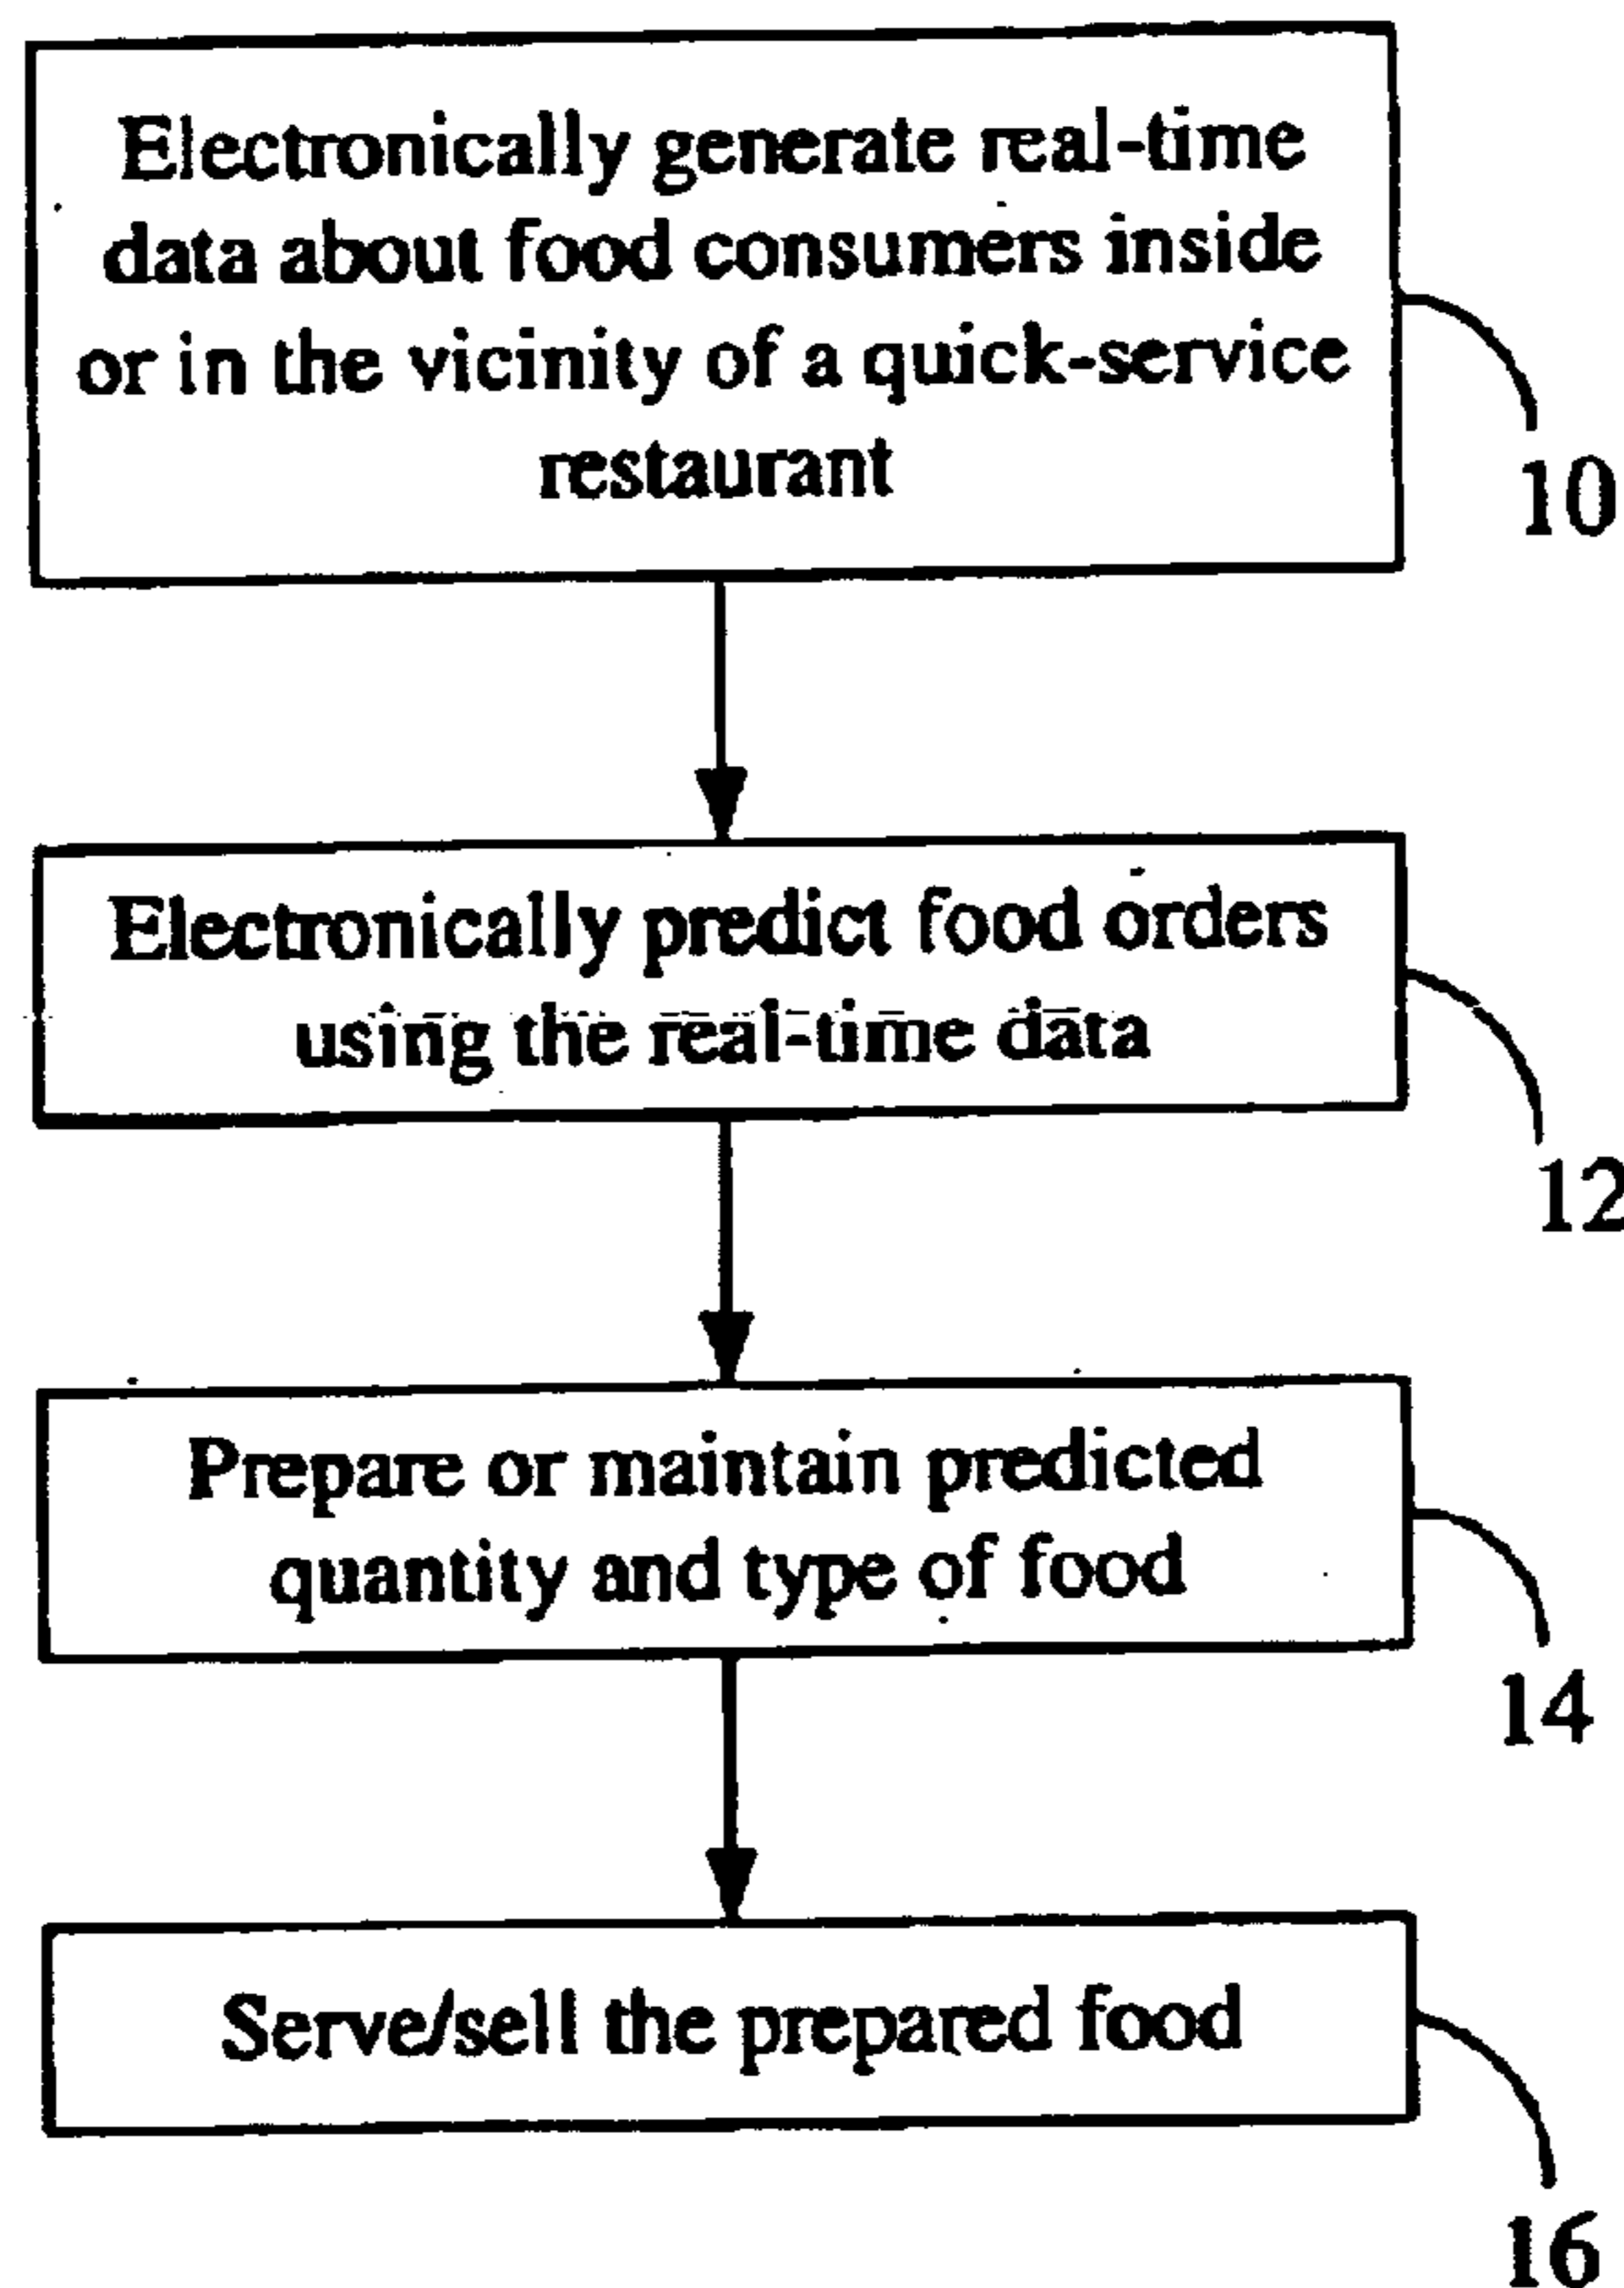 Electronically generate real-time
data about food consumers inside
or in the vicinity of a quick-service
restaurant
10
Electronically predict food orders
using the real-time data
12
Prepare or maintain predicted
quantity and type of food
14
Serve/sell the prepared food
16